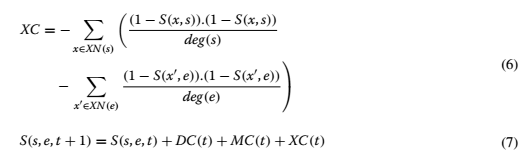 XC = − ∑ x∈XN(s) ( (1 − S(x, s)).(1 − S(x, s)) / deg(s)
− ∑ x′∈XN(e) (1 − S(x′, e)).(1 − S(x′, e)) / deg(e) ) (6)
S(s, e, t + 1) = S(s, e, t) + DC(t) + MC(t) + XC(t) (7)